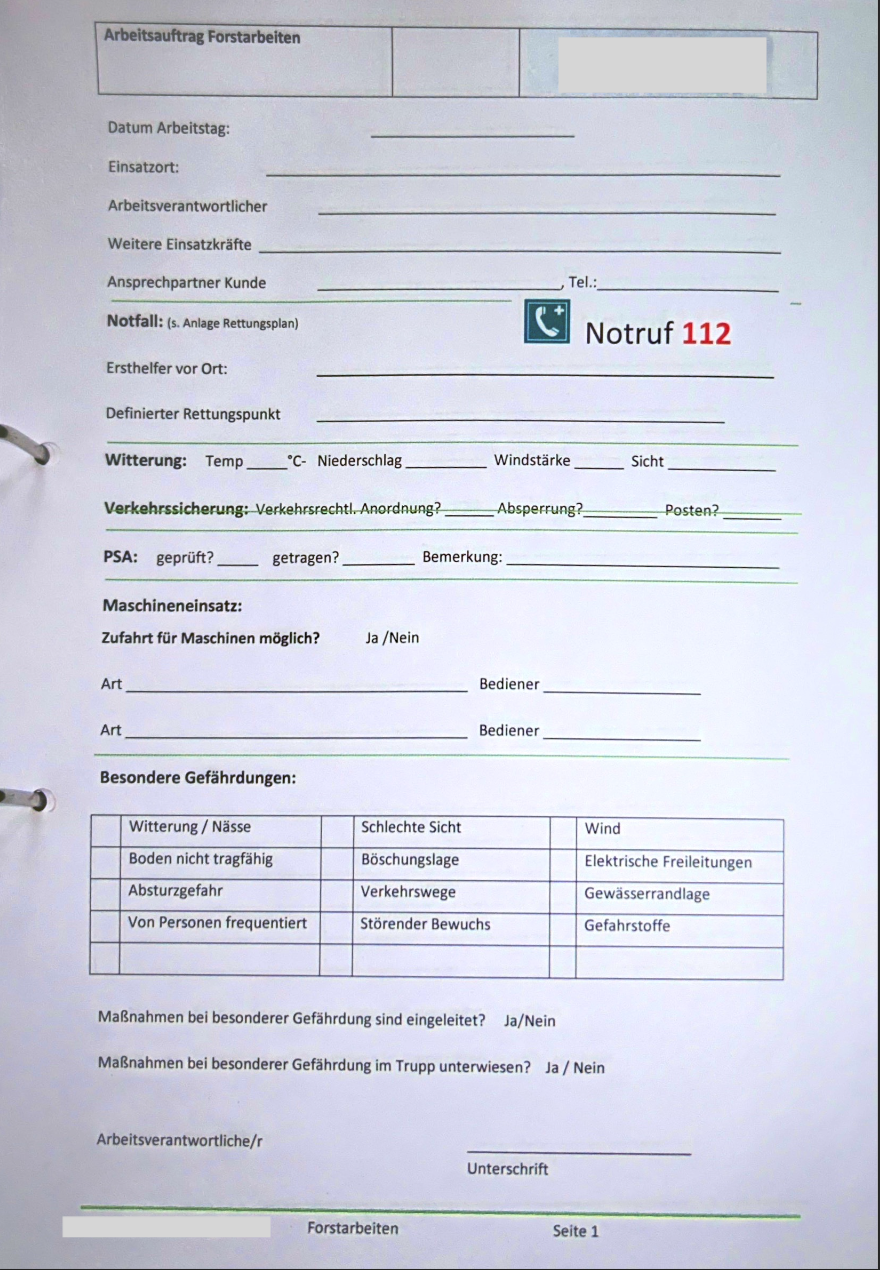 Arbeitsauftrag Forstarbeiten
Datum Arbeitstag: ____________
Einsatzort: ____________
Arbeitsverantwortlicher ____________
Weitere Einsatzkräfte ____________
Ansprechpartner Kunde ____________, Tel.:____________
Notfall: (s. Anlage Rettungsplan)
Notruf 112
Ersthelfer vor Ort: ____________
Definierter Rettungspunkt ____________
Witterung: Temp _____°C- Niederschlag _________ Windstärke ______ Sicht ____________
Verkehrssicherung: Verkehrsrechtl. Anordnung?______ Absperrung?_________ Posten? _______
PSA: geprüft? _____ getragen? _________ Bemerkung: ____________
Maschineneinsatz:
Zufahrt für Maschinen möglich? Ja /Nein
Art ____________ Bediener ____________
Art ____________ Bediener ____________
Besondere Gefährdungen:
Witterung / Nässe Schlechte Sicht Wind
Boden nicht tragfähig Böschungslage Elektrische Freileitungen
Absturzgefahr Verkehrswege Gewässerrandlage
Von Personen frequentiert Störender Bewuchs Gefahrstoffe
Maßnahmen bei besonderer Gefährdung sind eingeleitet? Ja/Nein
Maßnahmen bei besonderer Gefährdung im Trupp unterwiesen? Ja / Nein
Arbeitsverantwortliche/r ____________
Unterschrift
Forstarbeiten Seite 1